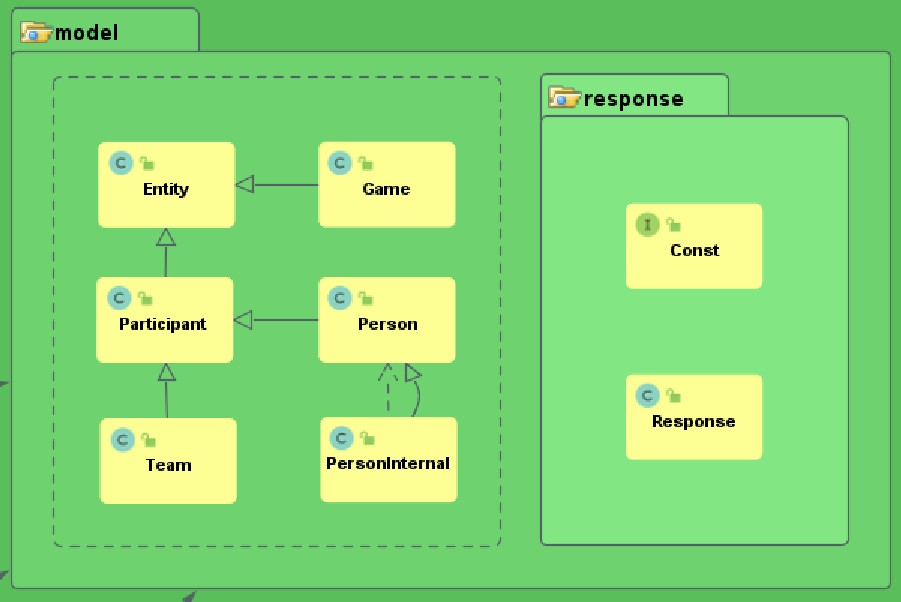 model
response
C
Entity
C
Game
I
Const
C
Participant
C
Person
C
Response
C
Team
C
PersonInternal